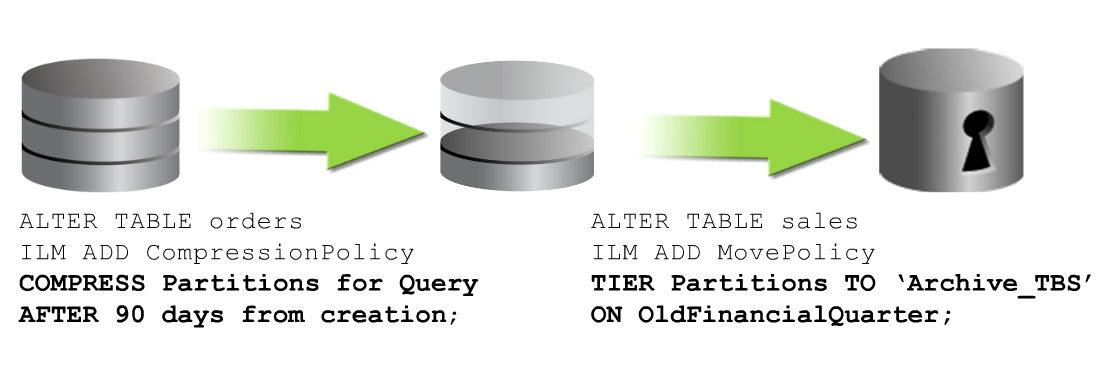 ALTER TABLE orders
ILM ADD CompressionPolicy
COMPRESS Partitions for Query
AFTER 90 days from creation;
ALTER TABLE sales
ILM ADD MovePolicy
TIER Partitions TO ‘Archive_TBS’
ON OldFinancialQuarter;